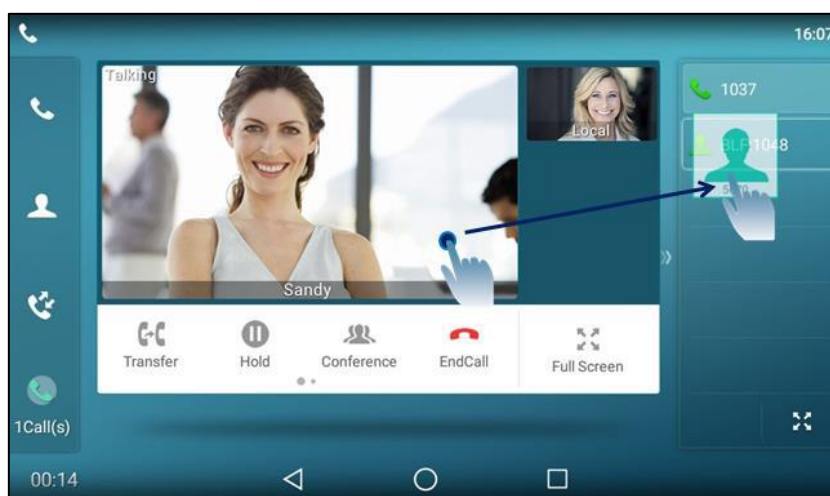 16:07
Talking
Local
Sandy
1037
BLF 1048
Transfer
Hold
Conference
EndCall
Full Screen
1Call(s)
00:14